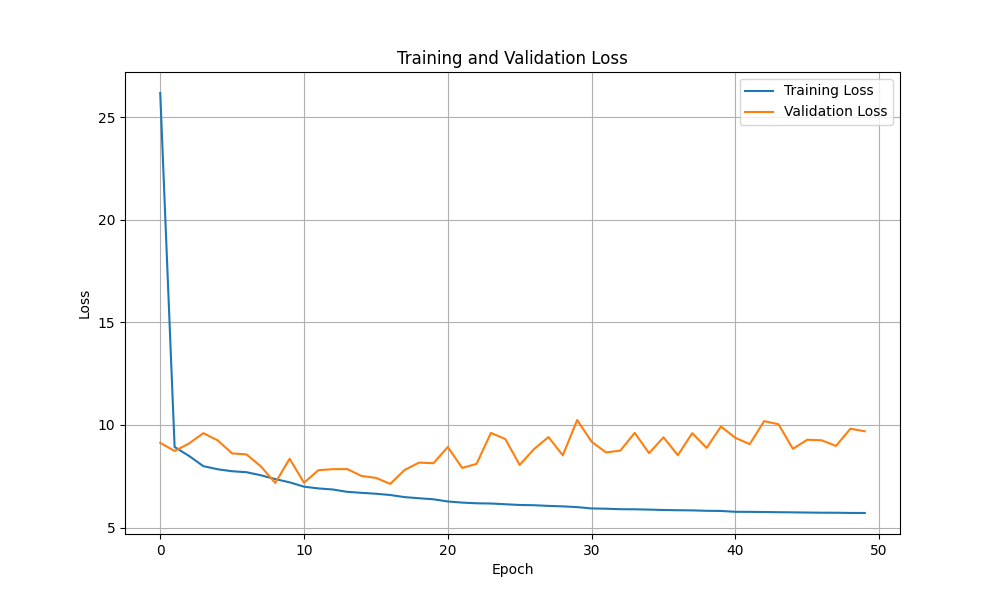 Training and Validation Loss
Training Loss
Validation Loss
25
20
15
10
5
Loss
0 10 20 30 40 50
Epoch